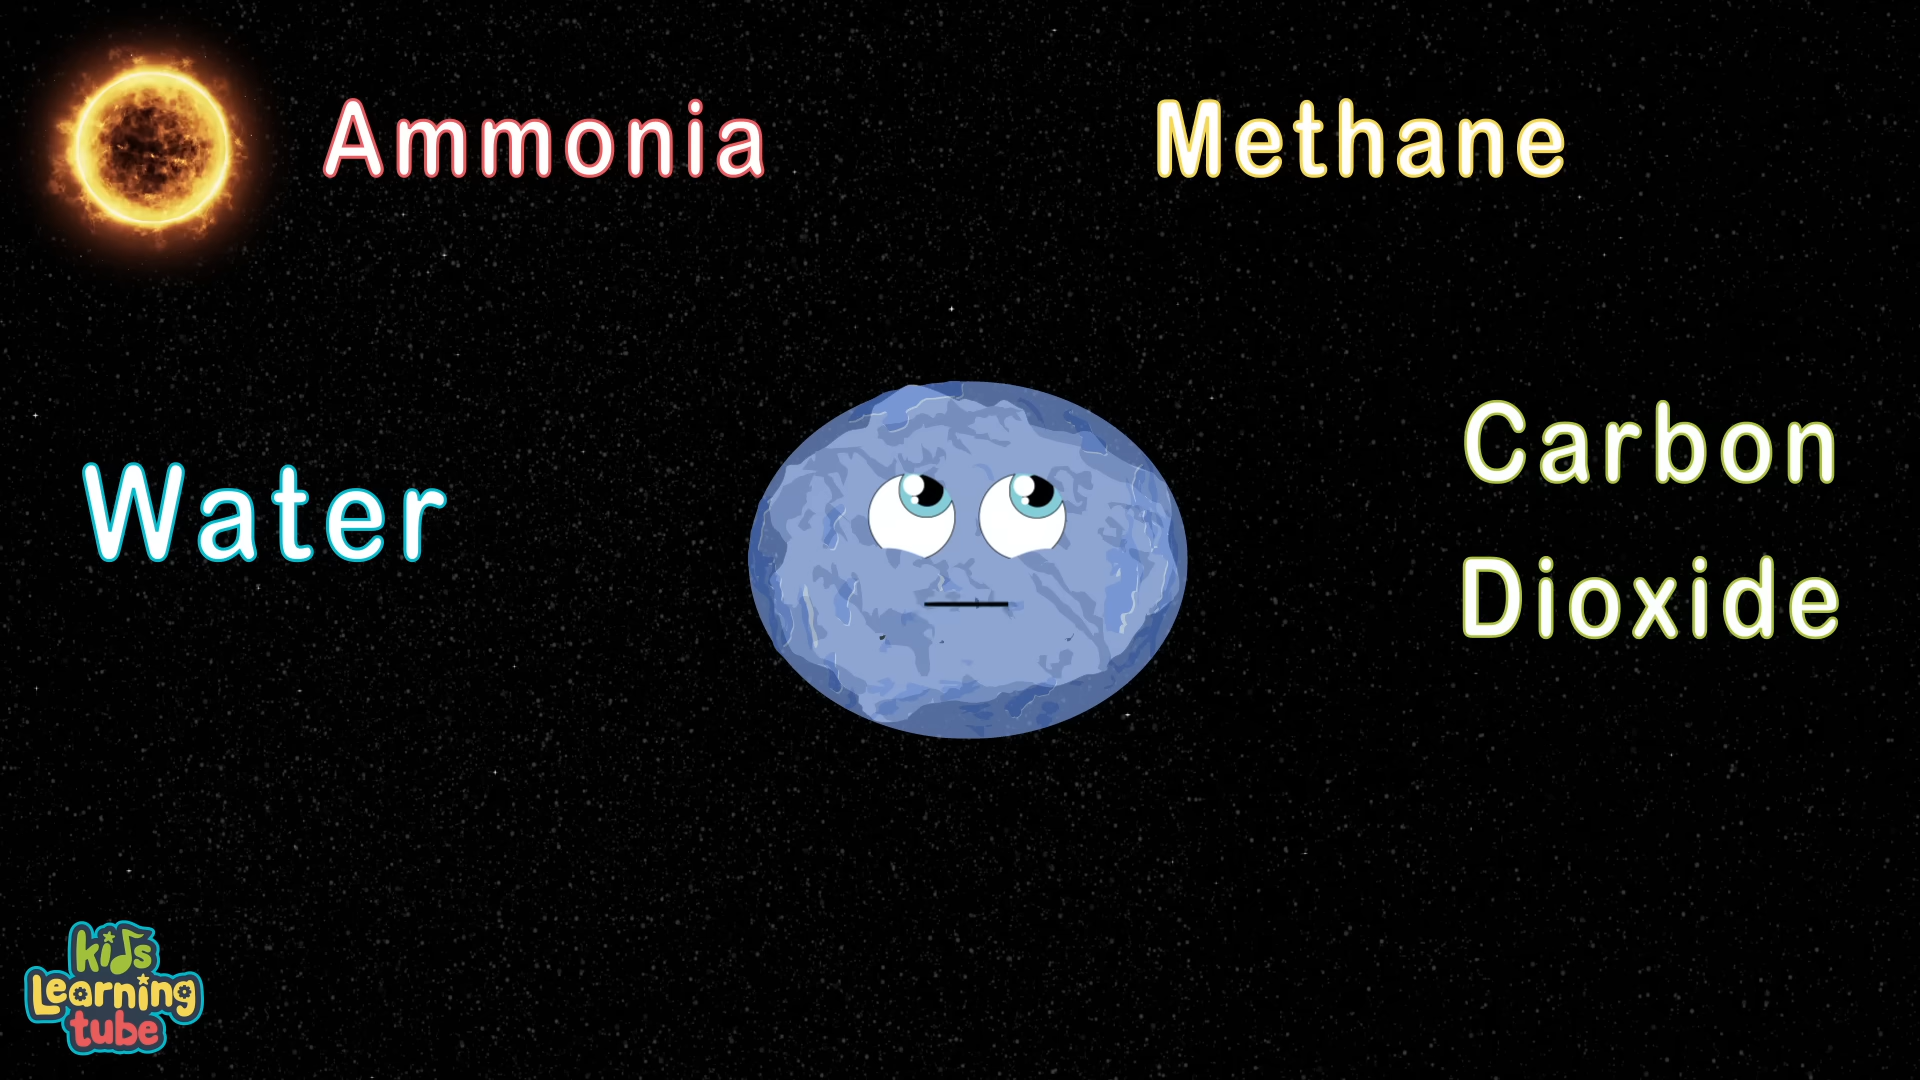 Ammonia
Methane
Water
Carbon
Dioxide
kids
Learning
tube